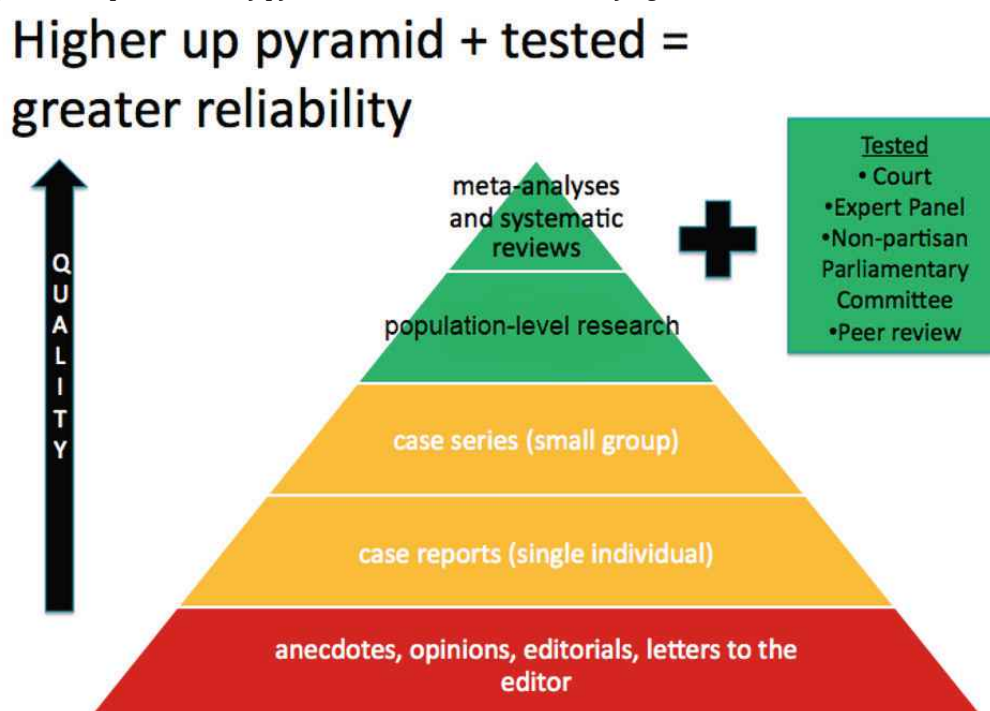 Higher up pyramid + tested =
greater reliability
QUALITY
meta-analyses
and systematic
reviews
population-level research
case series (small group)
case reports (single individual)
anecdotes, opinions, editorials, letters to the
editor
Tested
• Court
•Expert Panel
•Non-partisan
Parliamentary
Committee
•Peer review